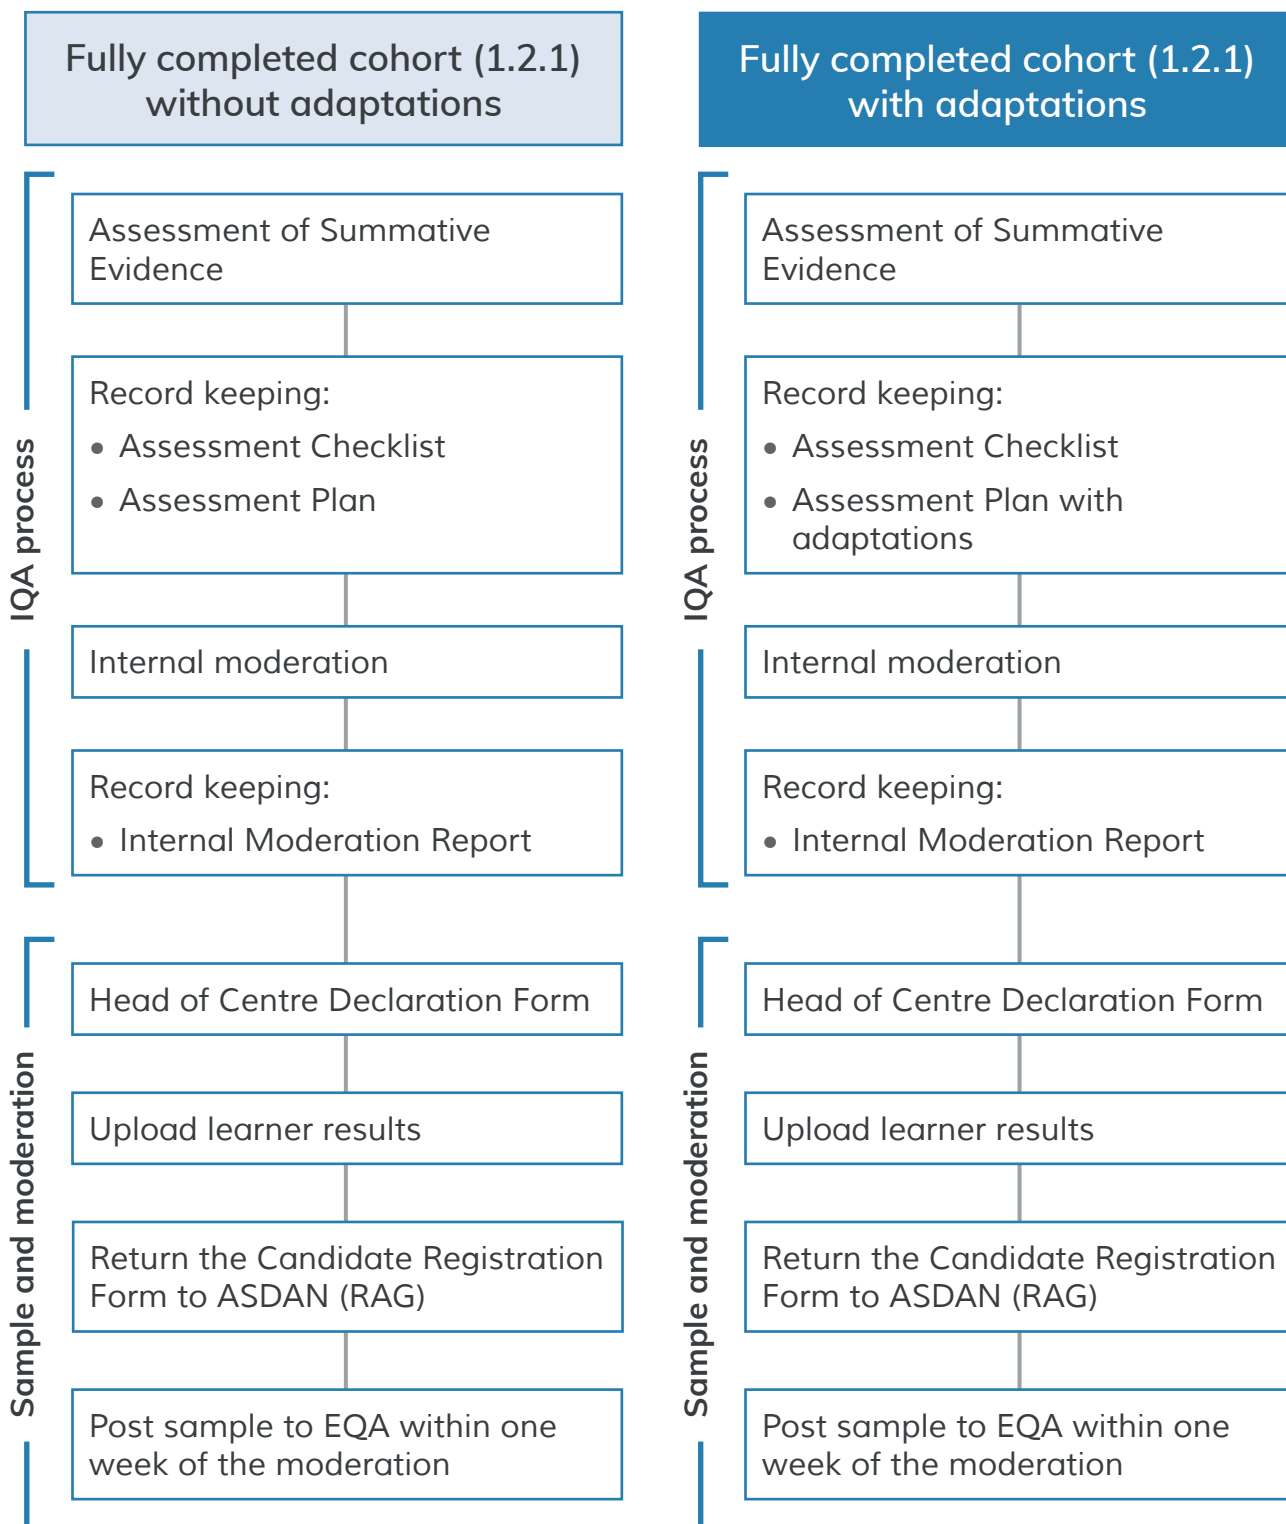 Fully completed cohort (1.2.1)
without adaptations
IQA process
Assessment of Summative
Evidence
Record keeping:
• Assessment Checklist
• Assessment Plan
Internal moderation
Record keeping:
• Internal Moderation Report
Sample and moderation
Head of Centre Declaration Form
Upload learner results
Return the Candidate Registration
Form to ASDAN (RAG)
Post sample to EQA within one
week of the moderation
Fully completed cohort (1.2.1)
with adaptations
IQA process
Assessment of Summative
Evidence
Record keeping:
• Assessment Checklist
• Assessment Plan with
adaptations
Internal moderation
Record keeping:
• Internal Moderation Report
Sample and moderation
Head of Centre Declaration Form
Upload learner results
Return the Candidate Registration
Form to ASDAN (RAG)
Post sample to EQA within one
week of the moderation